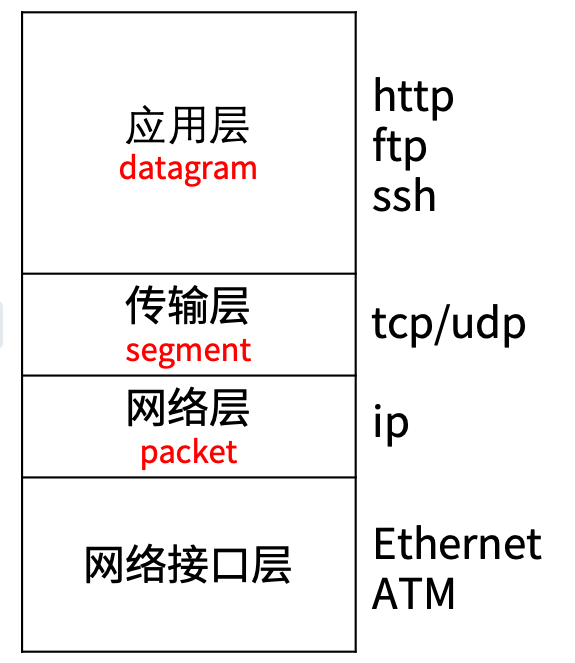 应用层
datagram
http
ftp
ssh
传输层
segment
tcp/udp
网络层
packet
ip
网络接口层
Ethernet
ATM